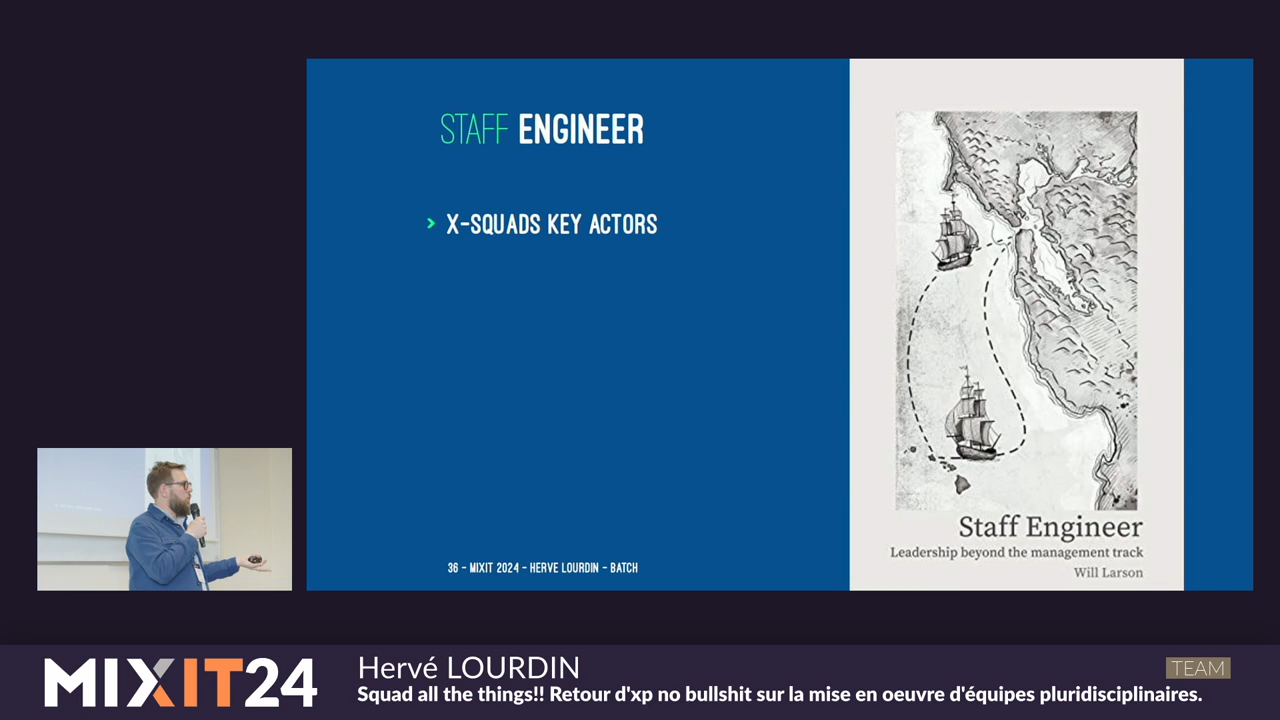 STAFF ENGINEER
> X-SQUADS KEY ACTORS
36 - MIXIT 2024 - HERVE LOURDIN - BATCH
Staff Engineer
Leadership beyond the management track
Will Larson
MIXIT24
Hervé LOURDIN
TEAM
Squad all the things!! Retour d'xp no bullshit sur la mise en oeuvre d'équipes pluridisciplinaires.